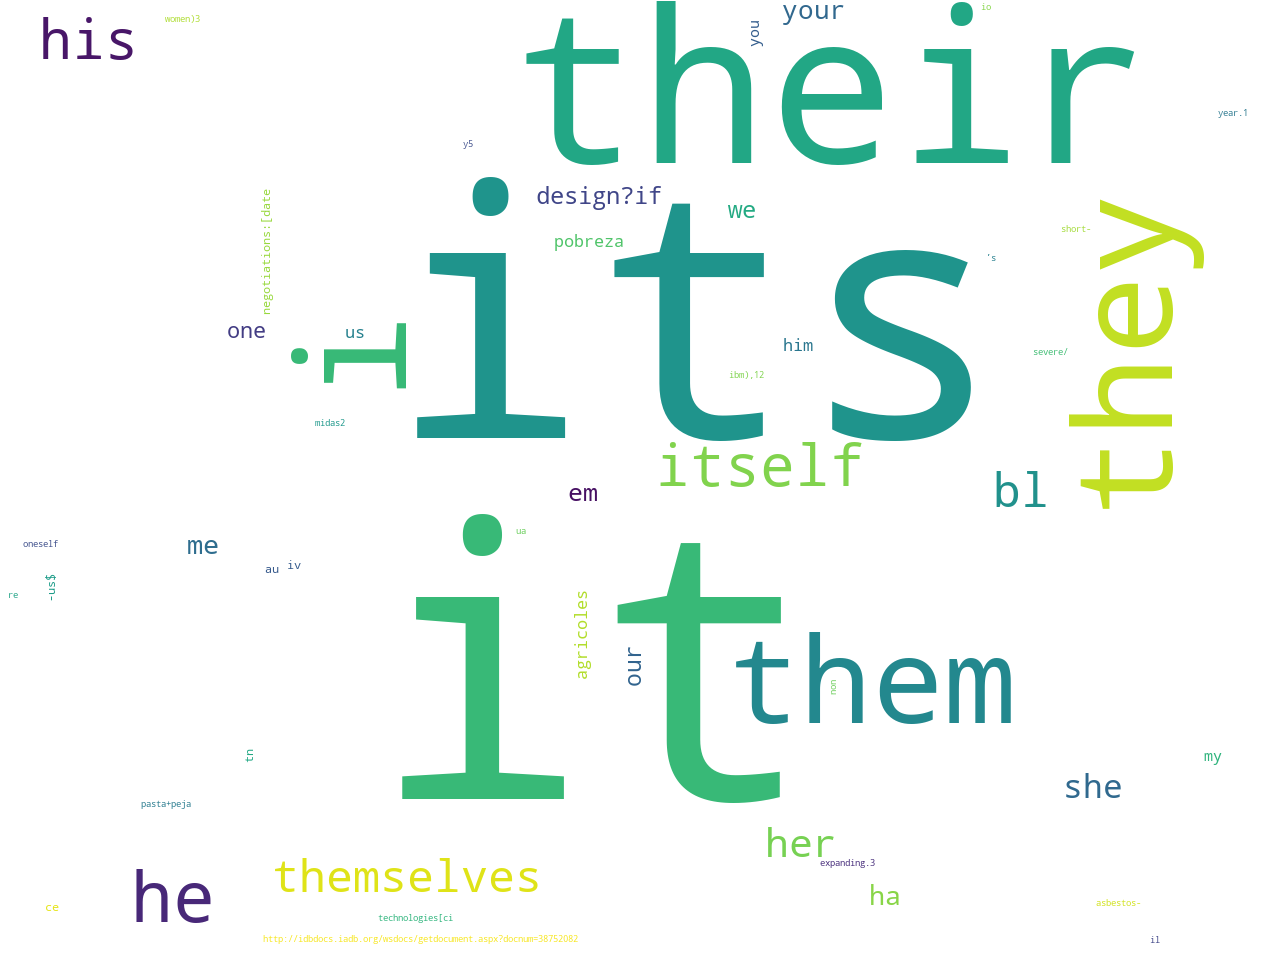 his
women)3
their
you
your
io
year.1
y5
design?if
we
they
negotiations:[date
pobreza
short-
its
's
one
us
i
him
severe/
ibm),12
midas2
itself
bl
em
it
ua
oneself
me
au
iv
-us$
re
agricoles
our
them
non
tn
my
she
pasta+peja
her
expanding.3
themselves
he
ha
ce
asbestos-
technologies[ci
http://idbdocs.iadb.org/wsdocs/getdocument.aspx?docnum=36752082